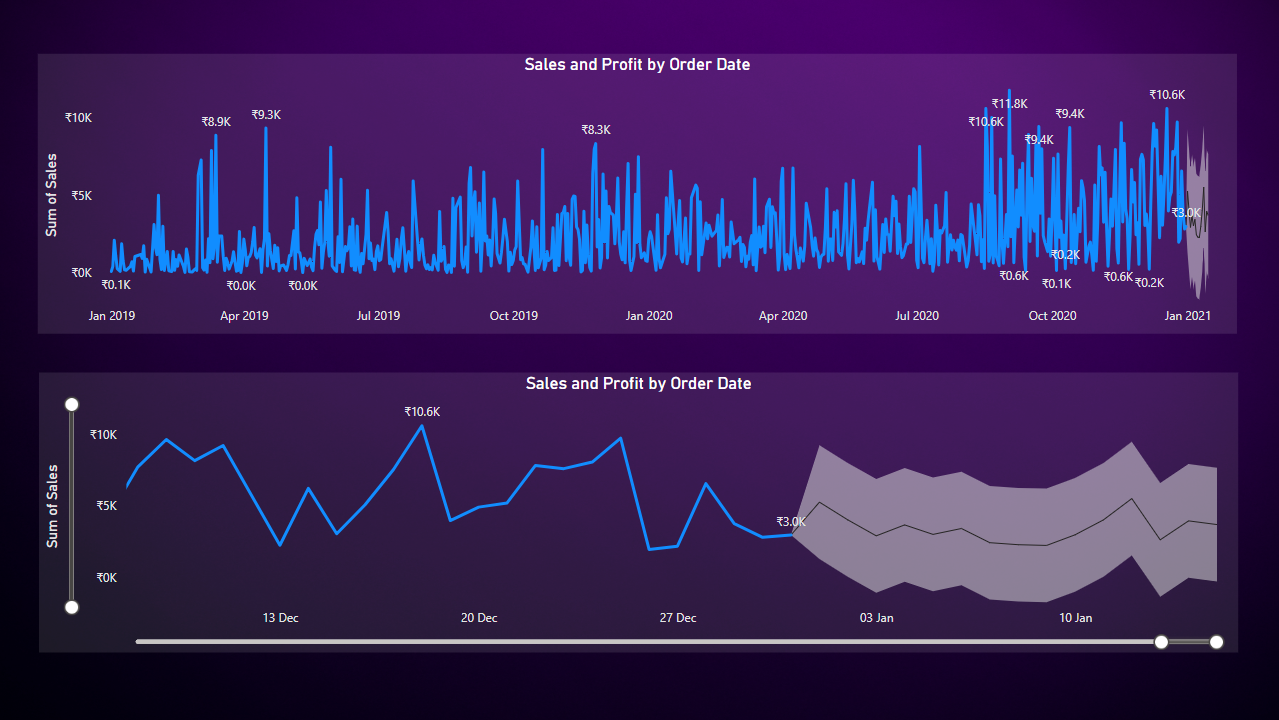 Sales and Profit by Order Date
Sum of Sales
₹10K
₹5K
₹0K
₹0.1K
₹8.9K
₹0.0K
₹9.3K
₹0.0K
₹8.3K
₹10.6K
₹11.8K
₹0.6K
₹9.4K
₹0.1K
₹0.2K
₹9.4K
₹0.6K
₹0.2K
₹10.6K
₹3.0K
Jan 2019 Apr 2019 Jul 2019 Oct 2019 Jan 2020 Apr 2020 Jul 2020 Oct 2020 Jan 2021
Sales and Profit by Order Date
Sum of Sales
₹10K
₹5K
₹0K
₹10.6K
₹3.0K
13 Dec 20 Dec 27 Dec 03 Jan 10 Jan